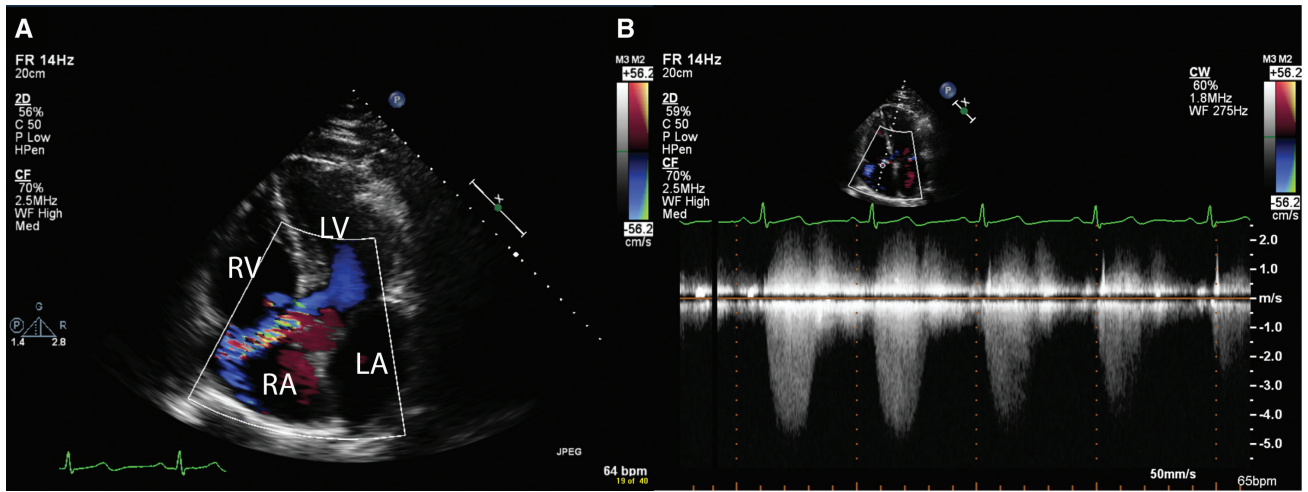 A
FR 14Hz
20cm
2D
56%
C 50
P Low
HPen
CF
70%
2.5MHz
WF High
Med
M3 M2
+56.2
-56.2
cm/s
P
LV
RV
RA
LA
G
P R
1.4 2.8
JPEG
64 bpm
19 of 40
B
FR 14Hz
20cm
2D
59%
C 50
P Low
HPen
CF
70%
2.5MHz
WF High
Med
P
X
CW
60%
1.8MHz
WF 275Hz
M3 M2
+56.2
-56.2
cm/s
2.0
1.0
m/s
-1.0
-2.0
-3.0
-4.0
-5.0
50mm/s
65bpm